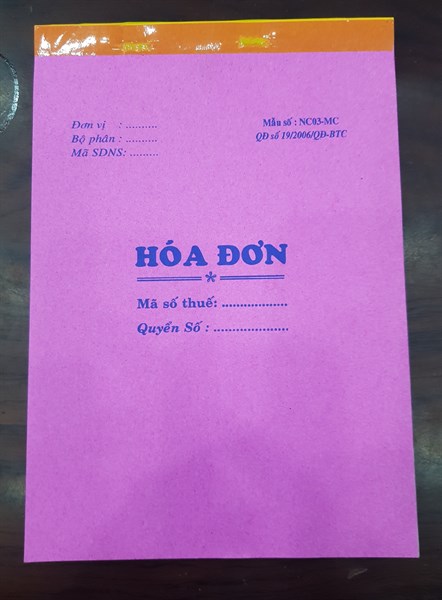 Đơn vị : ..........
Bộ phân : ..........
Mã SDNS: .........
Mẫu số : NC03-MC
QĐ số 19/2006/QĐ-BTC
HÓA ĐƠN
*
Mã số thuế: ...................
Quyển Số : .....................